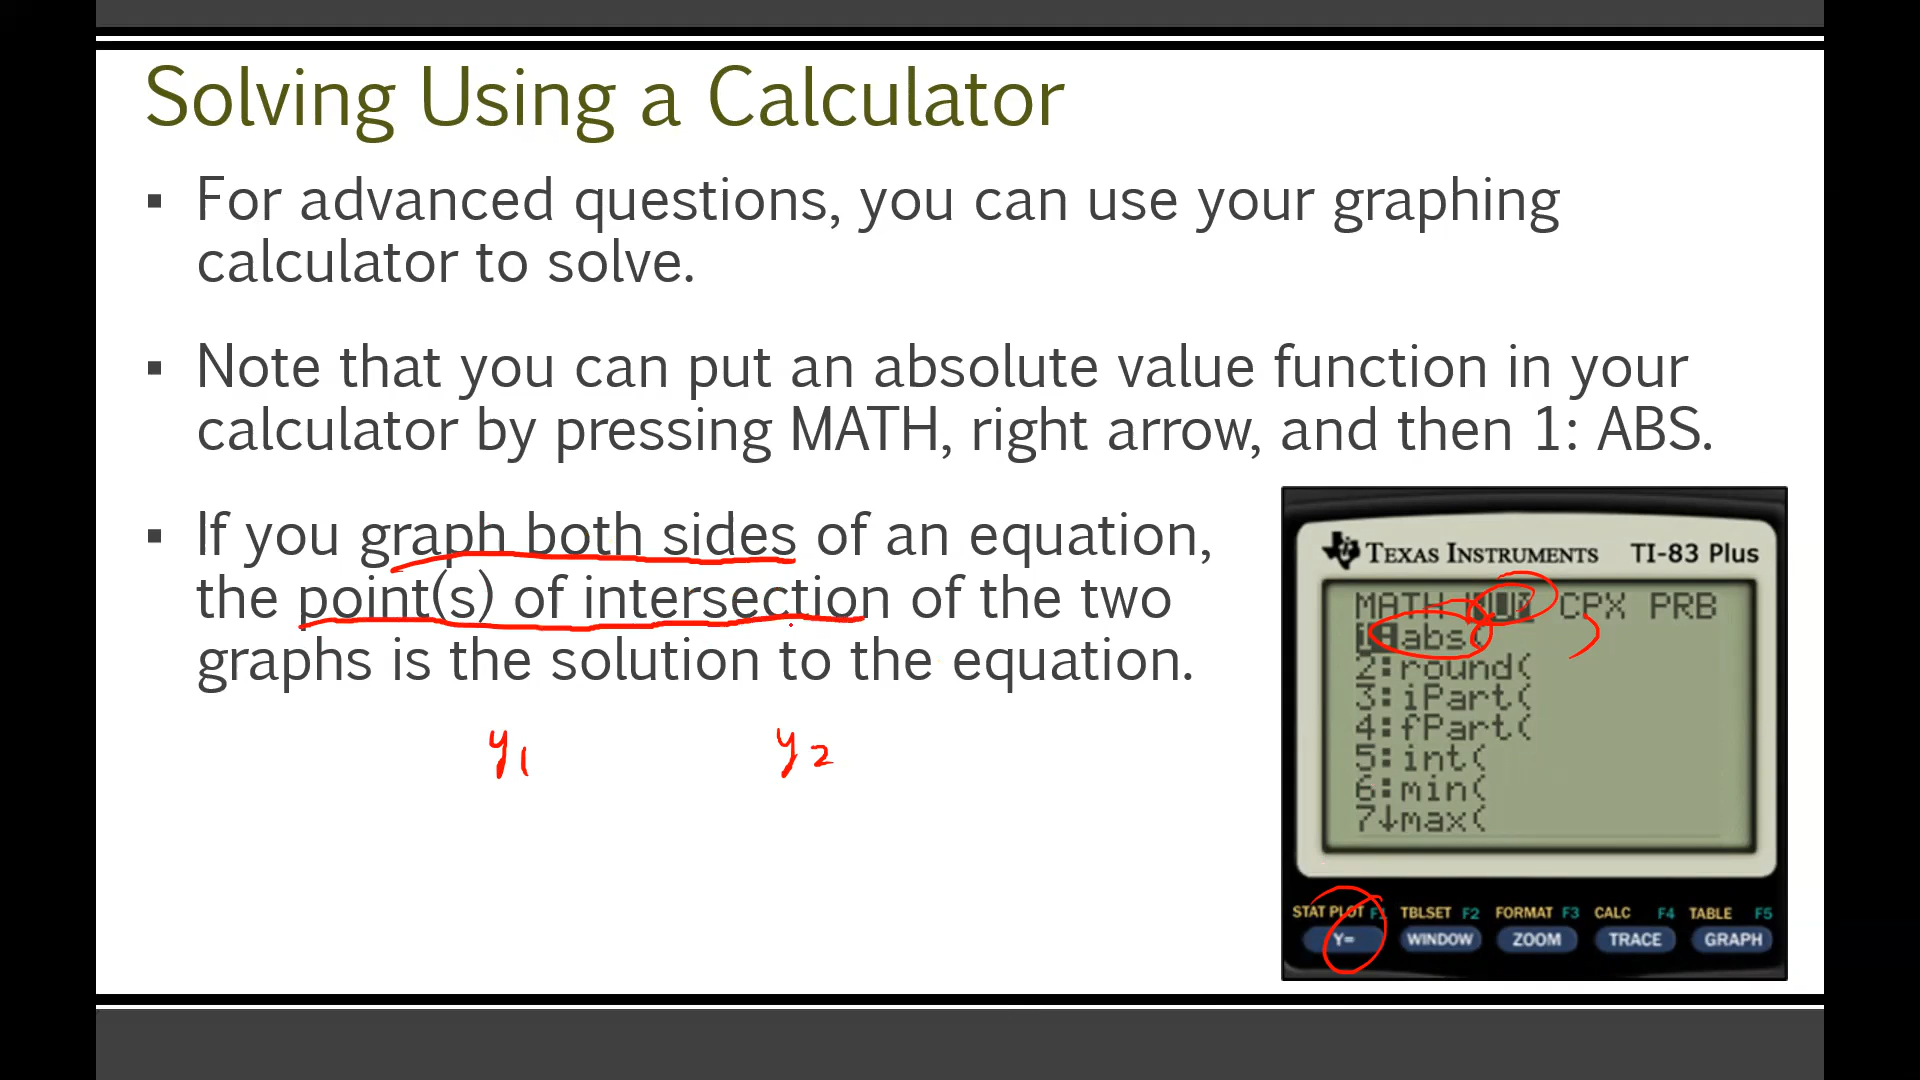 Solving Using a Calculator
▪ For advanced questions, you can use your graphing
calculator to solve.
▪ Note that you can put an absolute value function in your
calculator by pressing MATH, right arrow, and then 1: ABS.
▪ If you graph both sides of an equation,
the point(s) of intersection of the two
graphs is the solution to the equation.
y1 y2
TEXAS INSTRUMENTS TI-83 Plus
MATH NUM CPX PRB
1:abs(
)
2:round(
3:iPart(
4:fPart(
5:int(
6:min(
7↓max(
STAT PLOT F1 TBLSET F2 FORMAT F3 CALC F4 TABLE F5
Y= WINDOW ZOOM TRACE GRAPH